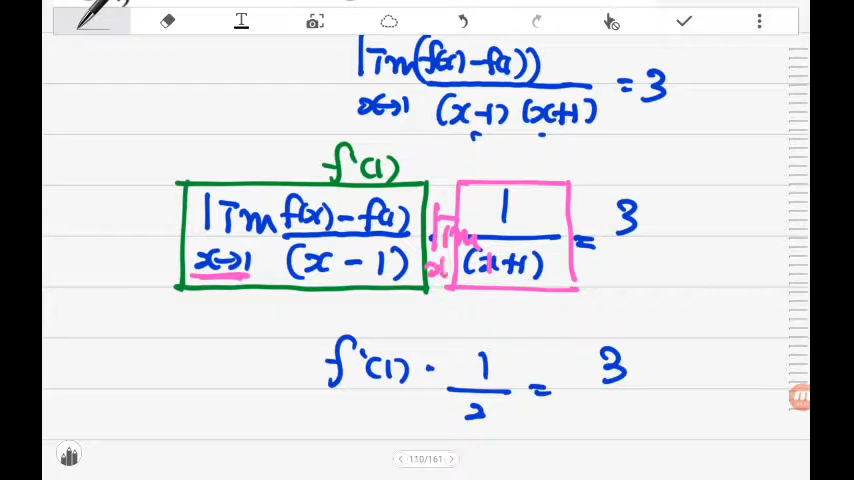 T
lim (f(x)-f(1))
x→1 (x-1) (x+1) = 3
f'(1)
lim f(x)-f(1) · lim 1 = 3
x→1 (x-1) x (x+1)
f'(1) · 1/2 = 3
110/161